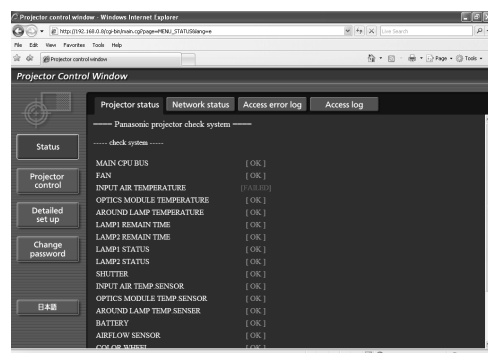 Projector control window - Windows Internet Explorer
http://192.168.0.8/cgi-bin/main.cgi?page=MENU_STATUS&lang=e
Live Search
File Edit View Favorites Tools Help
Projector control window
Page Tools
Projector Control Window
Projector status Network status Access error log Access log
Panasonic projector check system
----- check system -----
MAIN CPU BUS [ OK ]
FAN [ OK ]
INPUT AIR TEMPERATURE [FAILED]
OPTICS MODULE TEMPERATURE [ OK ]
AROUND LAMP TEMPERATURE [ OK ]
LAMP1 REMAIN TIME [ OK ]
LAMP2 REMAIN TIME [ OK ]
LAMP1 STATUS [ OK ]
LAMP2 STATUS [ OK ]
SHUTTER [ OK ]
INPUT AIR TEMP.SENSOR [ OK ]
OPTICS MODULE TEMP.SENSOR [ OK ]
AROUND LAMP TEMP.SENSER [ OK ]
BATTERY [ OK ]
AIRFLOW SENSOR [ OK ]
COLOR WHEEL [ OK ]
Status
Projector
control
Detailed
set up
Change
password
日本語